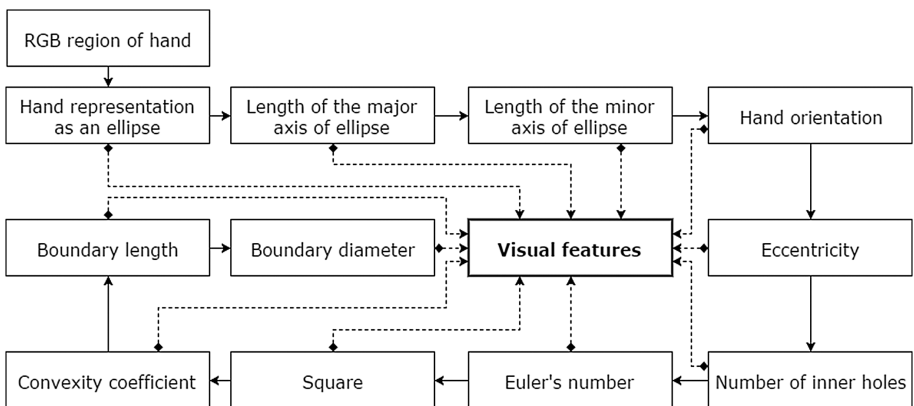 RGB region of hand
Hand representation
as an ellipse
Length of the major
axis of ellipse
Length of the minor
axis of ellipse
Hand orientation
Boundary length
Boundary diameter
Visual features
Eccentricity
Convexity coefficient
Square
Euler's number
Number of inner holes